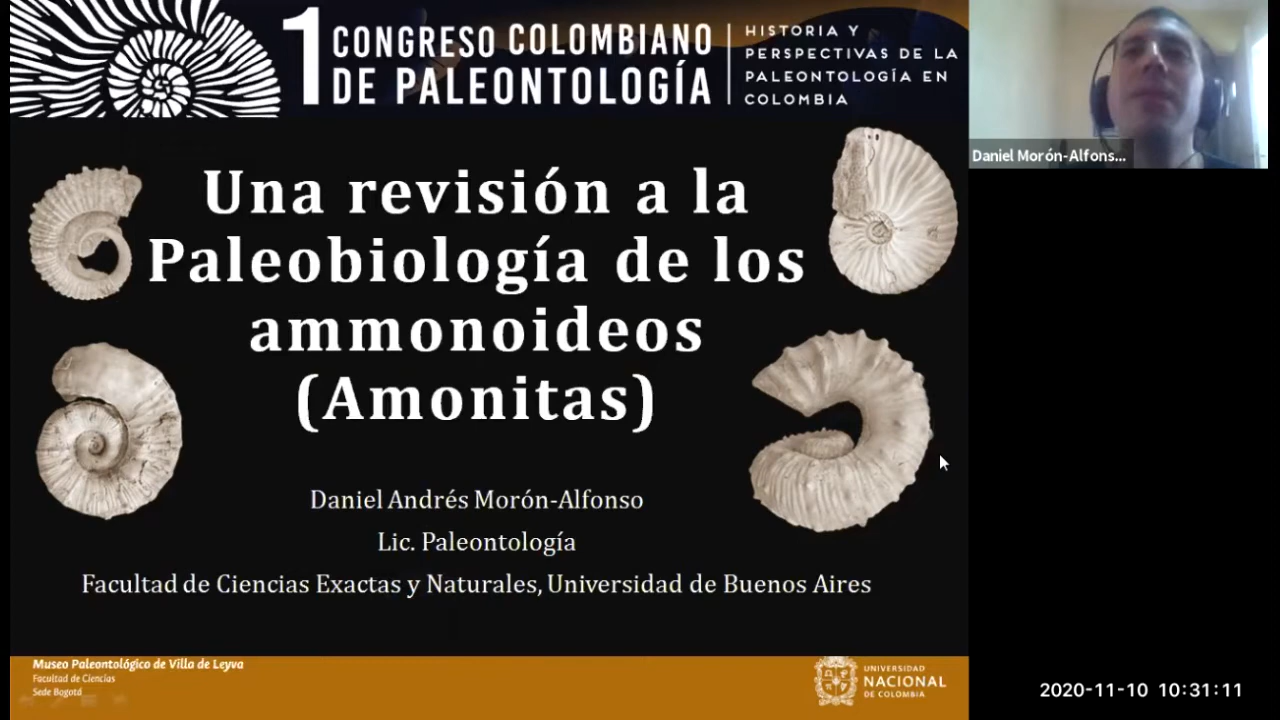 1 CONGRESO COLOMBIANO
DE PALEONTOLOGÍA
HISTORIA Y
PERSPECTIVAS DE LA
PALEONTOLOGÍA EN
COLOMBIA
Daniel Morón-Alfons...
Una revisión a la
Paleobiología de los
ammonoideos
(Amonitas)
Daniel Andrés Morón-Alfonso
Lic. Paleontología
Facultad de Ciencias Exactas y Naturales, Universidad de Buenos Aires
Museo Paleontológico de Villa de Leyva
Facultad de Ciencias
Sede Bogotá
UNIVERSIDAD
NACIONAL
DE COLOMBIA
2020-11-10 10:31:11